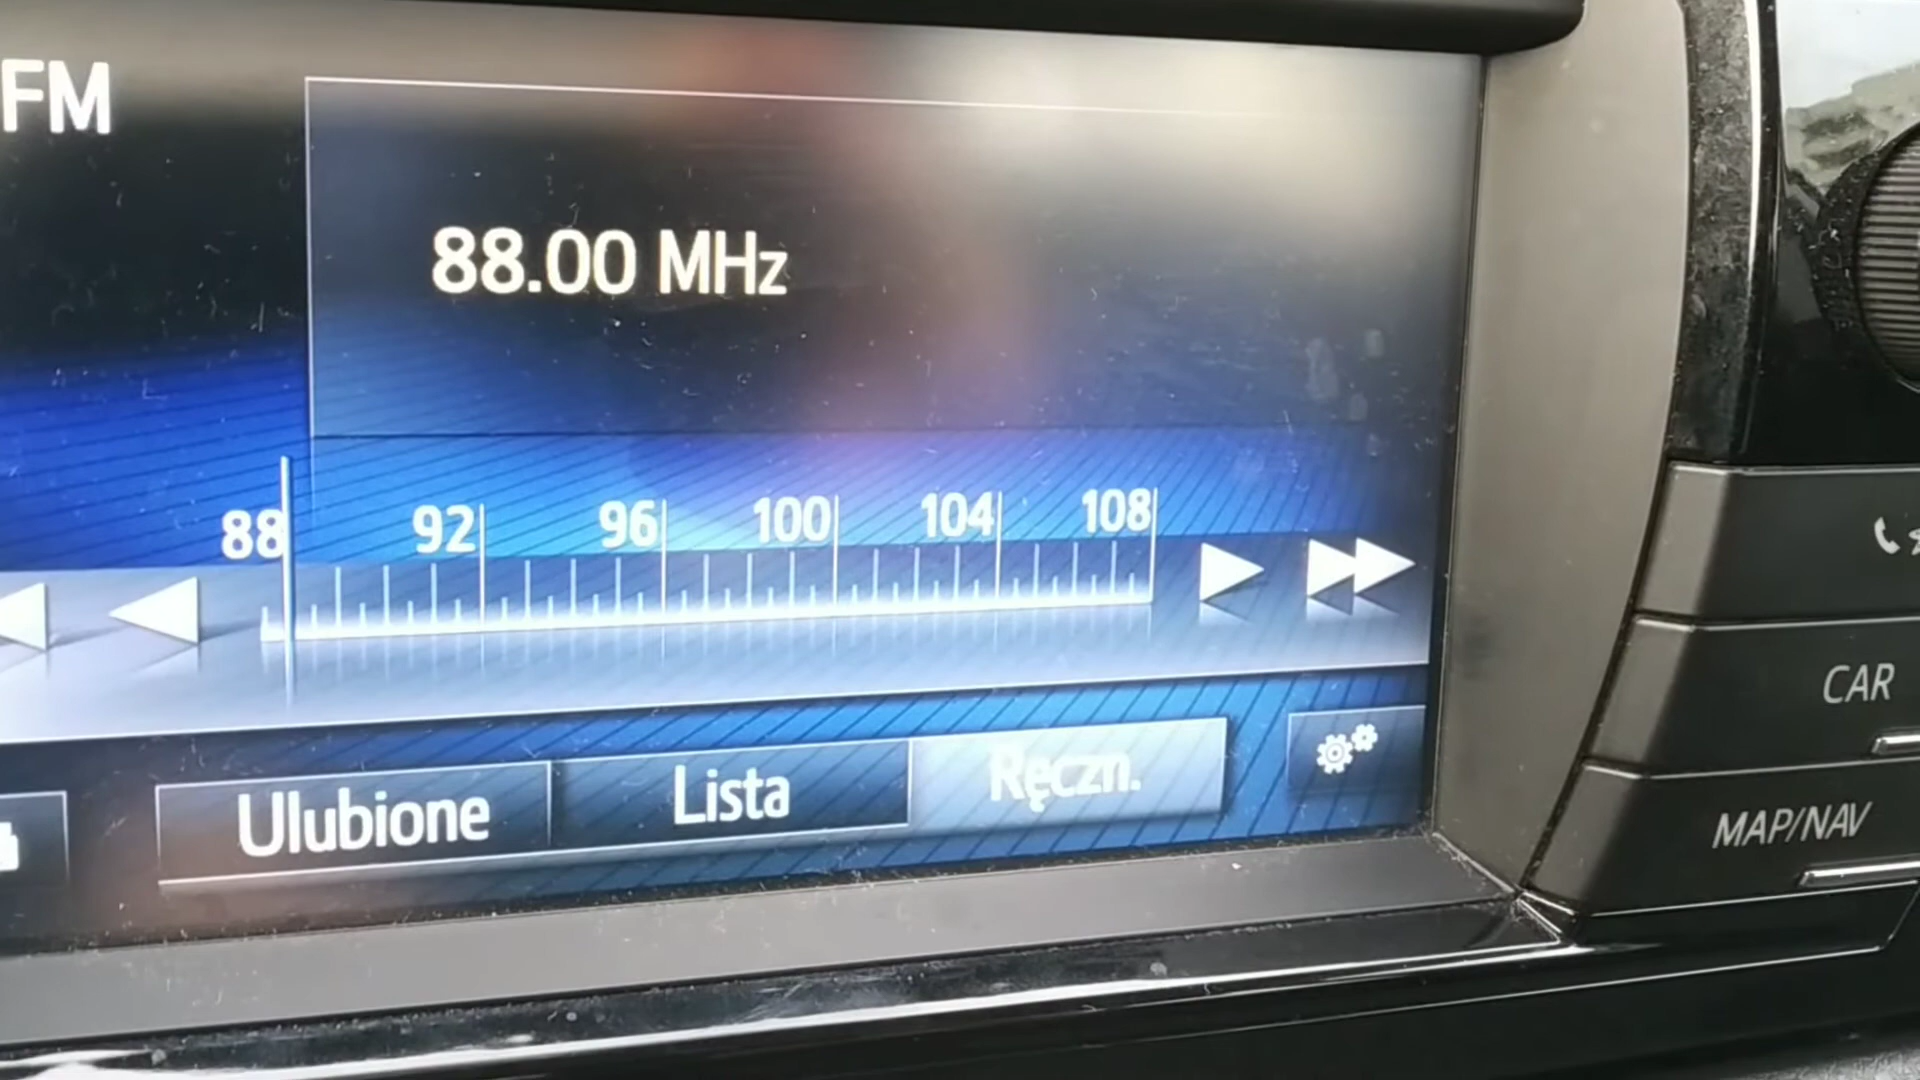 FM
88.00 MHz
88 92 96 100 104 108
Ulubione Lista Ręczn.
CAR
MAP/NAV